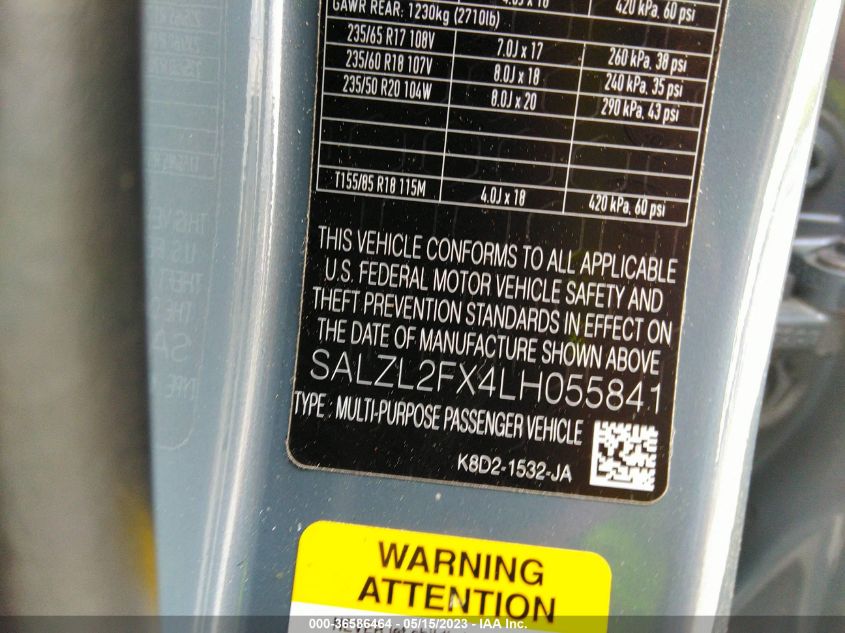 GAWR REAR: 1230kg (2710lb)
420 kPa, 60 psi
235/65 R17 108V 7.0J x 17 260 kPa, 38 psi
235/60 R18 107V 8.0J x 18 240 kPa, 35 psi
235/50 R20 104W 8.0J x 20 290 kPa, 43 psi
T155/85 R18 115M 4.0J x 18 420 kPa, 60 psi
THIS VEHICLE CONFORMS TO ALL APPLICABLE
U.S. FEDERAL MOTOR VEHICLE SAFETY AND
THEFT PREVENTION STANDARDS IN EFFECT ON
THE DATE OF MANUFACTURE SHOWN ABOVE
SALZL2FX4LH055841
TYPE : MULTI-PURPOSE PASSENGER VEHICLE
K8D2-1532-JA
WARNING
ATTENTION
000-36586464 - 05/15/2023 - IAA Inc.